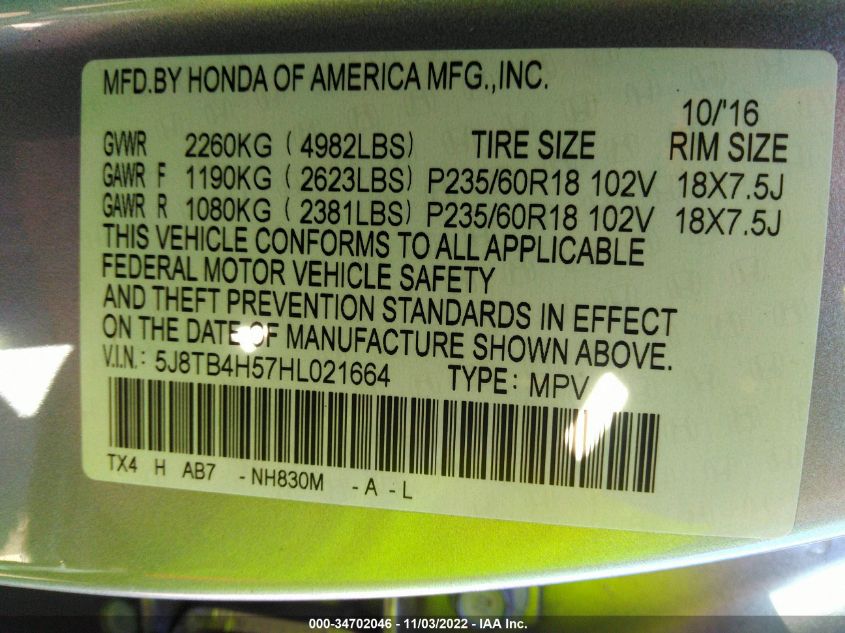 MFD.BY HONDA OF AMERICA MFG.,INC.
10/'16
GVWR 2260KG ( 4982LBS) TIRE SIZE RIM SIZE
GAWR F 1190KG ( 2623LBS) P235/60R18 102V 18X7.5J
GAWR R 1080KG ( 2381LBS) P235/60R18 102V 18X7.5J
THIS VEHICLE CONFORMS TO ALL APPLICABLE
FEDERAL MOTOR VEHICLE SAFETY
AND THEFT PREVENTION STANDARDS IN EFFECT
ON THE DATE OF MANUFACTURE SHOWN ABOVE.
V.I.N.: 5J8TB4H57HL021664 TYPE: MPV
TX4 H AB7 - NH830M - A - L
000-34702046 - 11/03/2022 - IAA Inc.